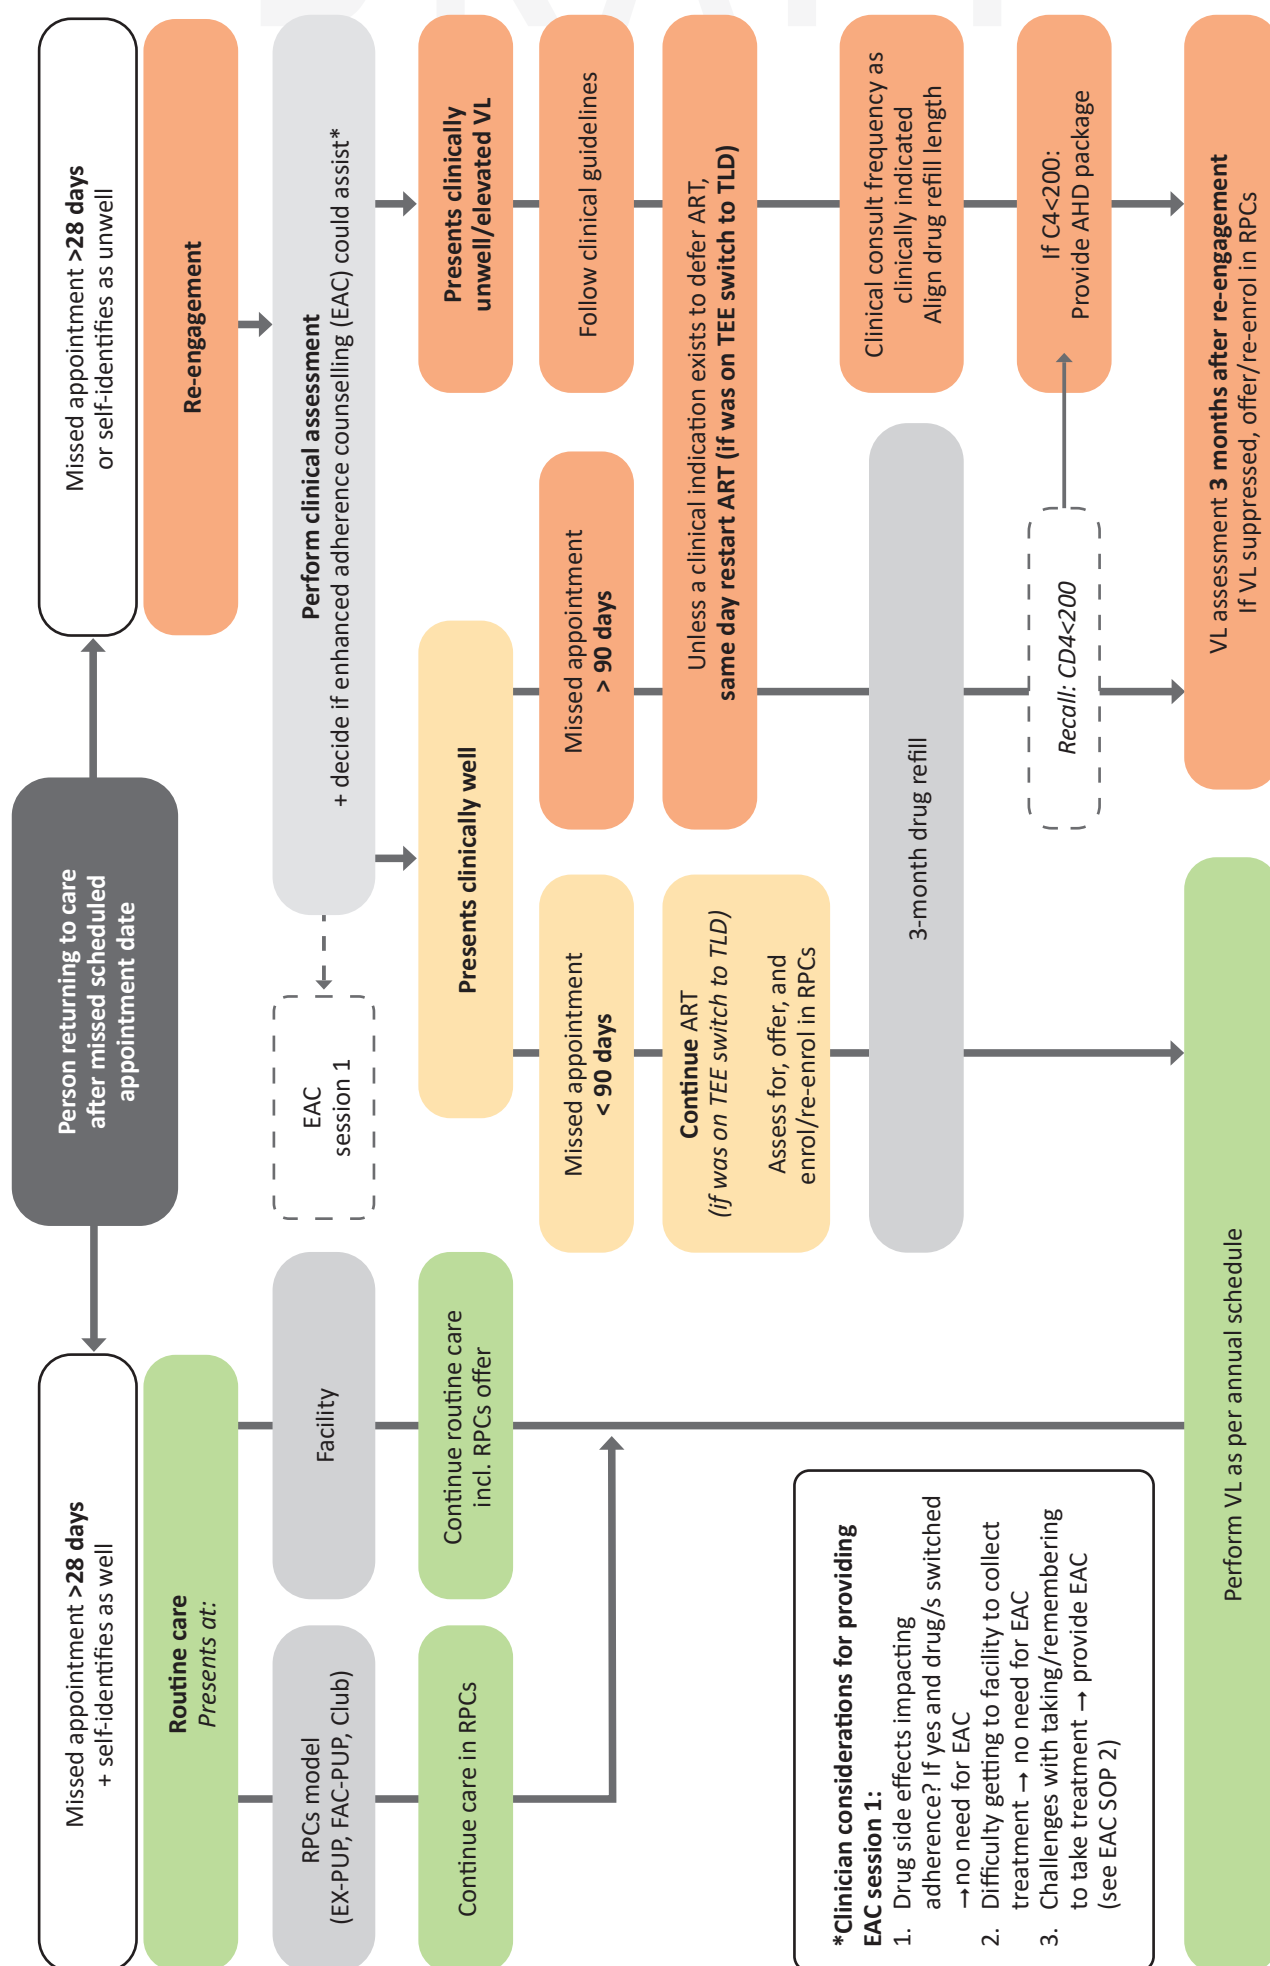 Person returning to care
after missed scheduled
appointment date
Missed appointment >28 days
+ self-identifies as well
Routine care
Presents at:
RPCs model
(EX-PUP, FAC-PUP, Club)
Facility
Continue care in RPCs
Continue routine care
incl. RPCs offer
Missed appointment >28 days
or self-identifies as unwell
Re-engagement
Perform clinical assessment
+ decide if enhanced adherence counselling (EAC) could assist*
EAC
session 1
Presents clinically well
Presents clinically
unwell/elevated VL
Missed appointment
< 90 days
Missed appointment
> 90 days
Follow clinical guidelines
Continue ART
(if was on TEE switch to TLD)
Assess for, offer, and
enrol/re-enrol in RPCs
Unless a clinical indication exists to defer ART,
same day restart ART (if was on TEE switch to TLD)
3-month drug refill
Clinical consult frequency as
clinically indicated
Align drug refill length
Recall: CD4<200
If C4<200:
Provide AHD package
*Clinician considerations for providing
EAC session 1:
1. Drug side effects impacting
adherence? If yes and drug/s switched
→no need for EAC
2. Difficulty getting to facility to collect
treatment → no need for EAC
3. Challenges with taking/remembering
to take treatment → provide EAC
(see EAC SOP 2)
Perform VL as per annual schedule
VL assessment 3 months after re-engagement
If VL suppressed, offer/re-enrol in RPCs